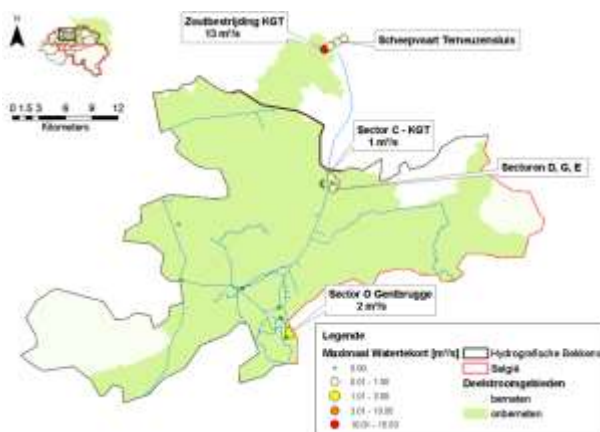 N
Zoutbestrijding KGT
13 m³/s
Scheepvaart Terneuzensluis
0 1.5 3 6 9 12
Kilometers
Sector C - KGT
1 m³/s
Sectoren D, G, E
Sector O Gentbrugge
2 m³/s
Legende
Maximaal Watertekort [m³/s]
0.00
0.01 - 1.00
1.01 - 3.00
3.01 - 10.00
10.01 - 15.00
Hydrografische Bekkens
België
Deelstroomgebieden
bemeten
onbemeten